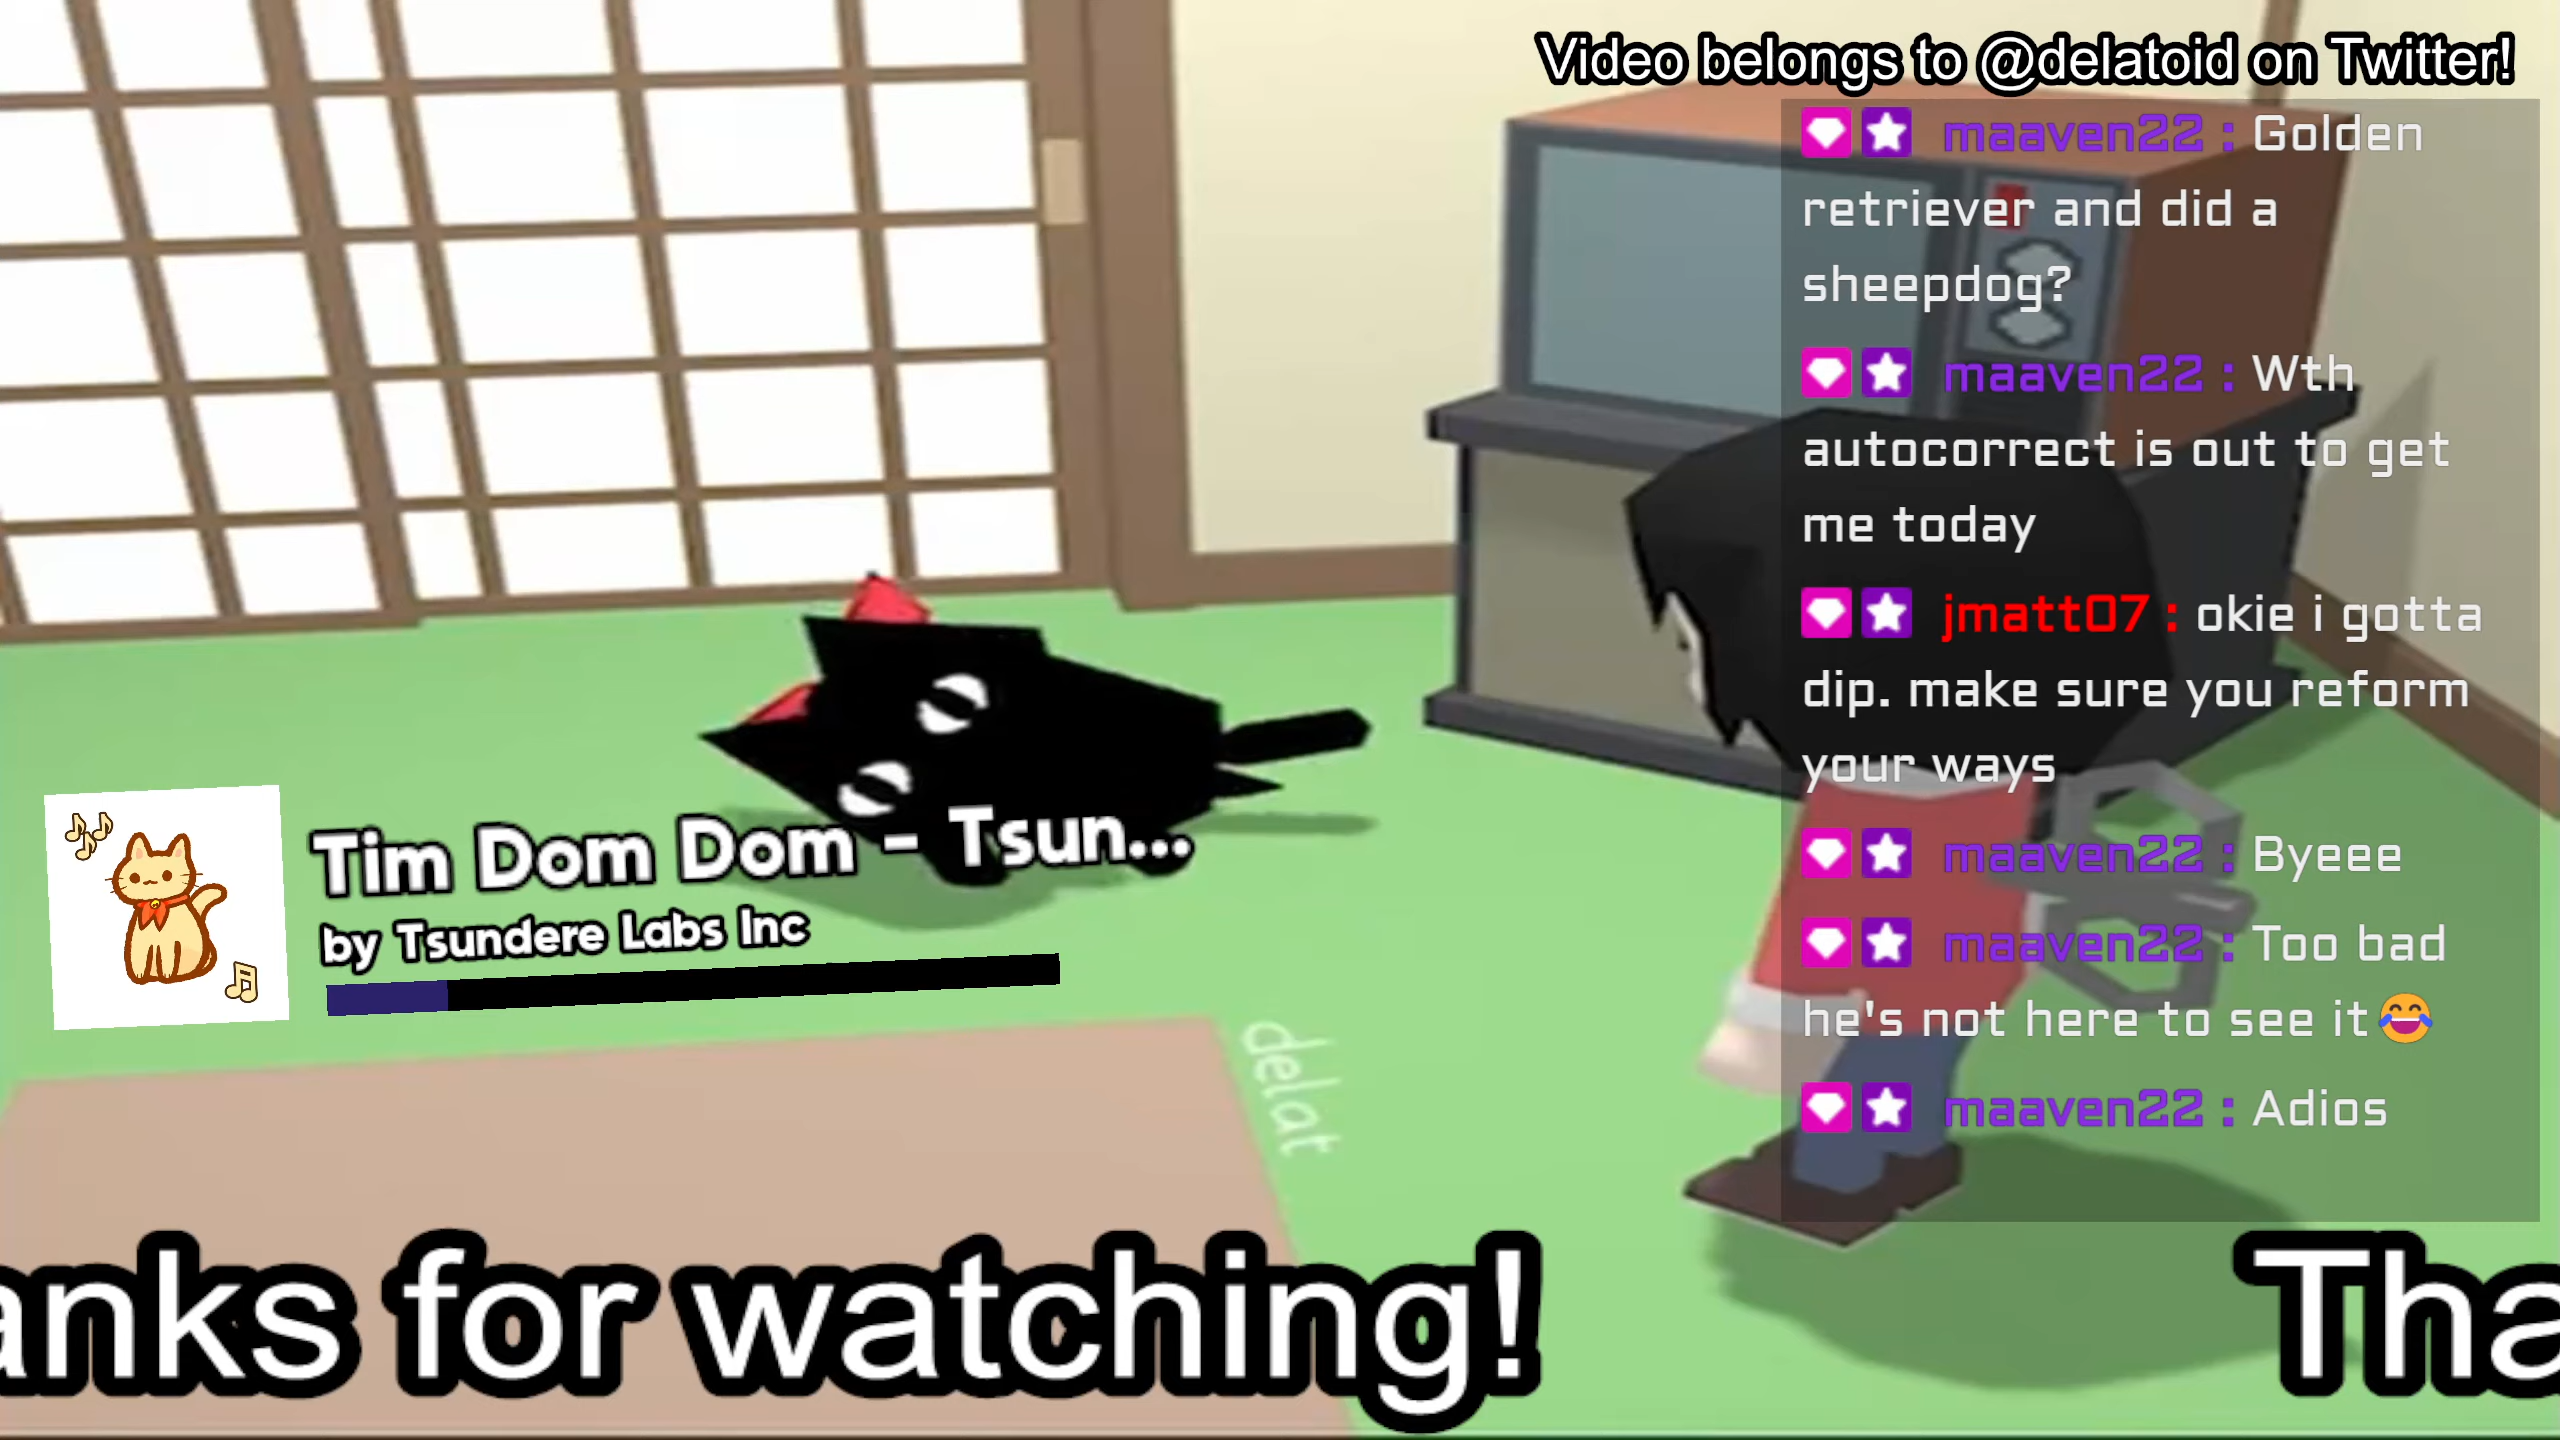 Video belongs to @delatoid on Twitter!
maaven22 : Golden
retriever and did a
sheepdog?
maaven22 : Wth
autocorrect is out to get
me today
jmatt07 : okie i gotta
dip. make sure you reform
your ways
maaven22 : Byeee
maaven22 : Too bad
he's not here to see it😂
maaven22 : Adios
Tim Dom Dom - Tsun...
by Tsundere Labs Inc
delat
anks for watching!
Tha